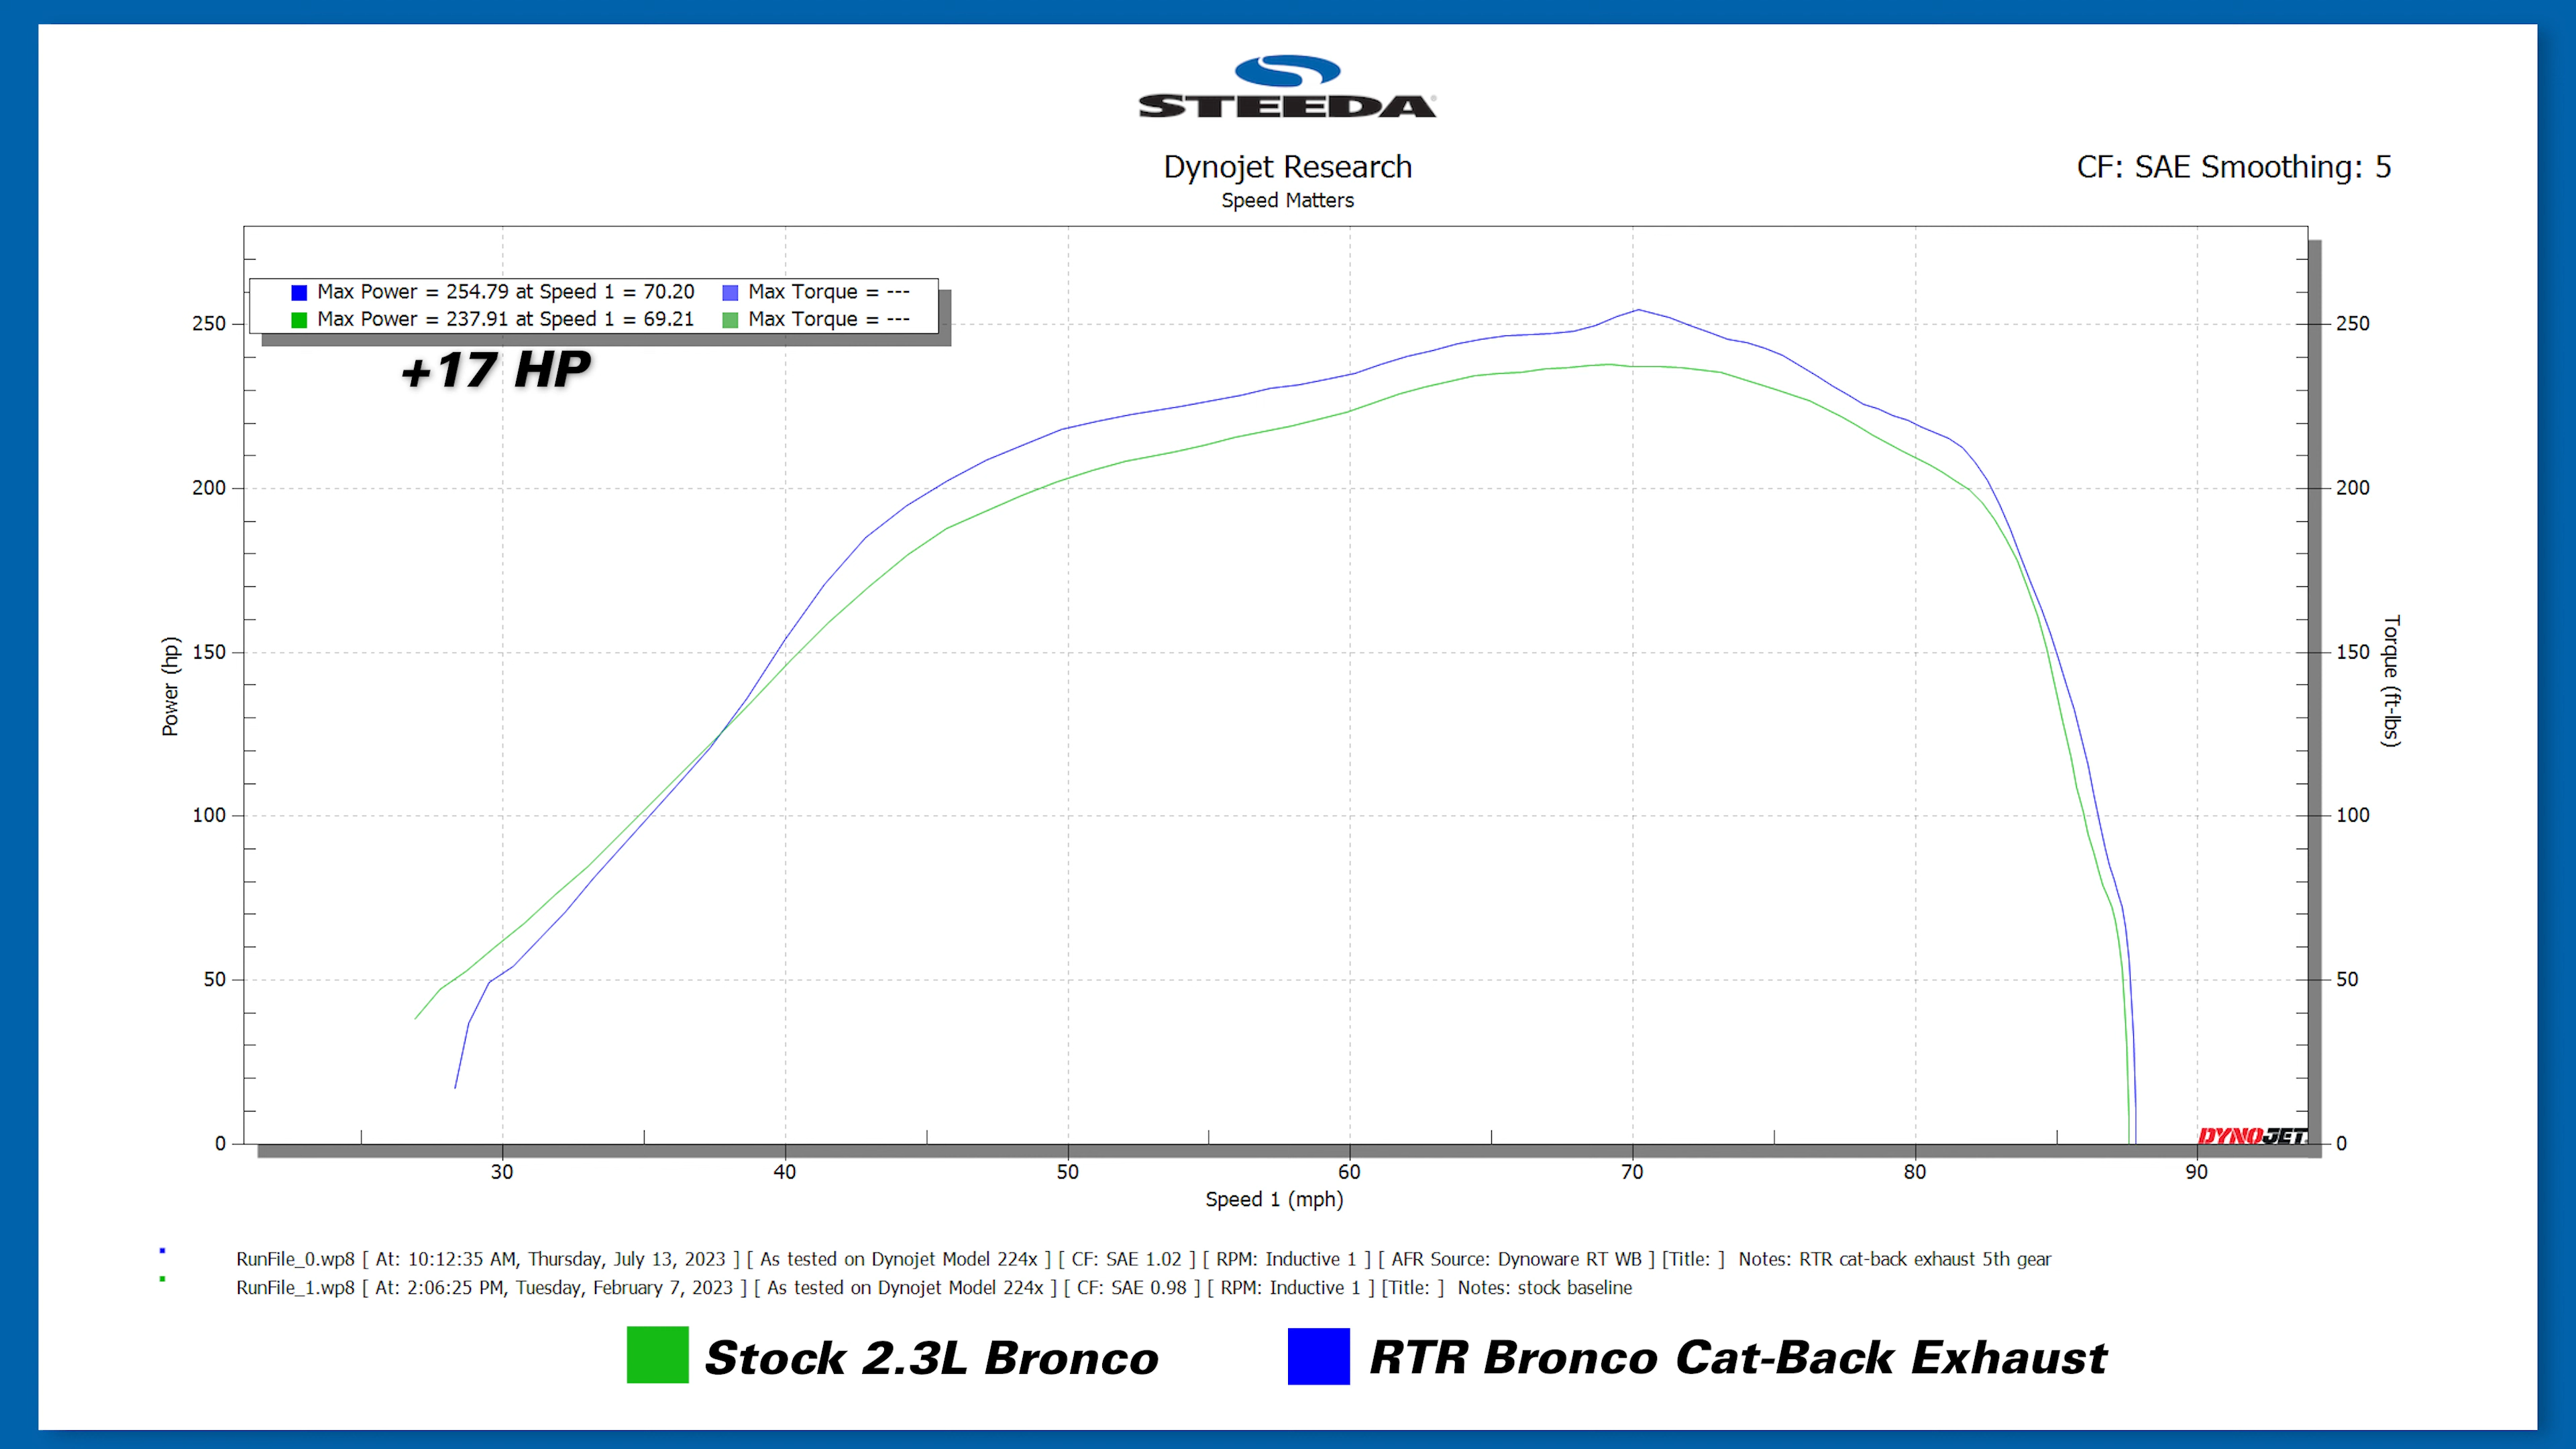 STEEDA
Dynojet Research
Speed Matters
CF: SAE Smoothing: 5
Max Power = 254.79 at Speed 1 = 70.20 Max Torque = ---
Max Power = 237.91 at Speed 1 = 69.21 Max Torque = ---
+17 HP
250
200
150
100
50
0
Power (hp)
250
200
150
100
50
0
Torque (ft-lbs)
DYNOJET
30 40 50 60 70 80 90
Speed 1 (mph)
RunFile_0.wp8 [ At: 10:12:35 AM, Thursday, July 13, 2023 ] [ As tested on Dynojet Model 224x ] [ CF: SAE 1.02 ] [ RPM: Inductive 1 ] [ AFR Source: Dynoware RT WB ] [Title: ] Notes: RTR cat-back exhaust 5th gear
RunFile_1.wp8 [ At: 2:06:25 PM, Tuesday, February 7, 2023 ] [ As tested on Dynojet Model 224x ] [ CF: SAE 0.98 ] [ RPM: Inductive 1 ] [Title: ] Notes: stock baseline
Stock 2.3L Bronco
RTR Bronco Cat-Back Exhaust